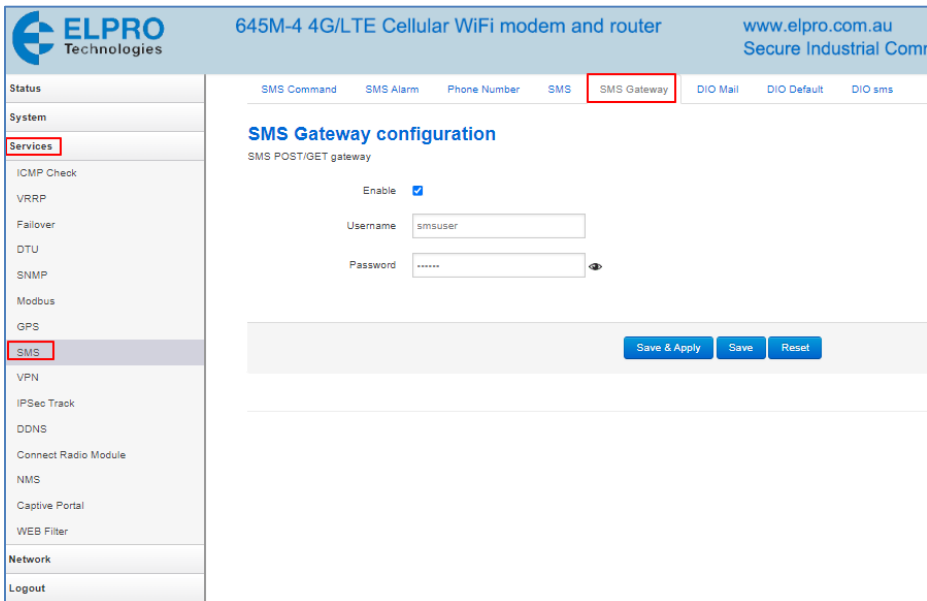 ELPRO
Technologies
645M-4 4G/LTE Cellular WiFi modem and router
www.elpro.com.au
Secure Industrial Comm
Status
System
Services
ICMP Check
VRRP
Failover
DTU
SNMP
Modbus
GPS
SMS
VPN
IPSec Track
DDNS
Connect Radio Module
NMS
Captive Portal
WEB Filter
Network
Logout
SMS Command SMS Alarm Phone Number SMS SMS Gateway DIO Mail DIO Default DIO sms
SMS Gateway configuration
SMS POST/GET gateway
Enable
Username smsuser
Password ······
Save & Apply Save Reset